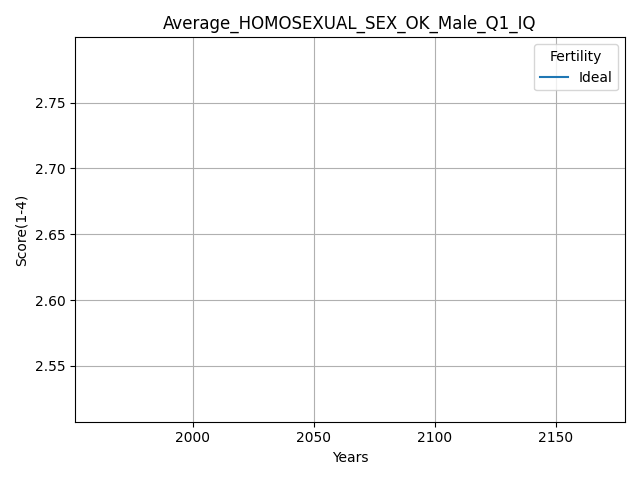 Average_HOMOSEXUAL_SEX_OK_Male_Q1_IQ
Fertility
Ideal
2.75
2.70
2.65
2.60
2.55
Score(1-4)
2000 2050 2100 2150
Years